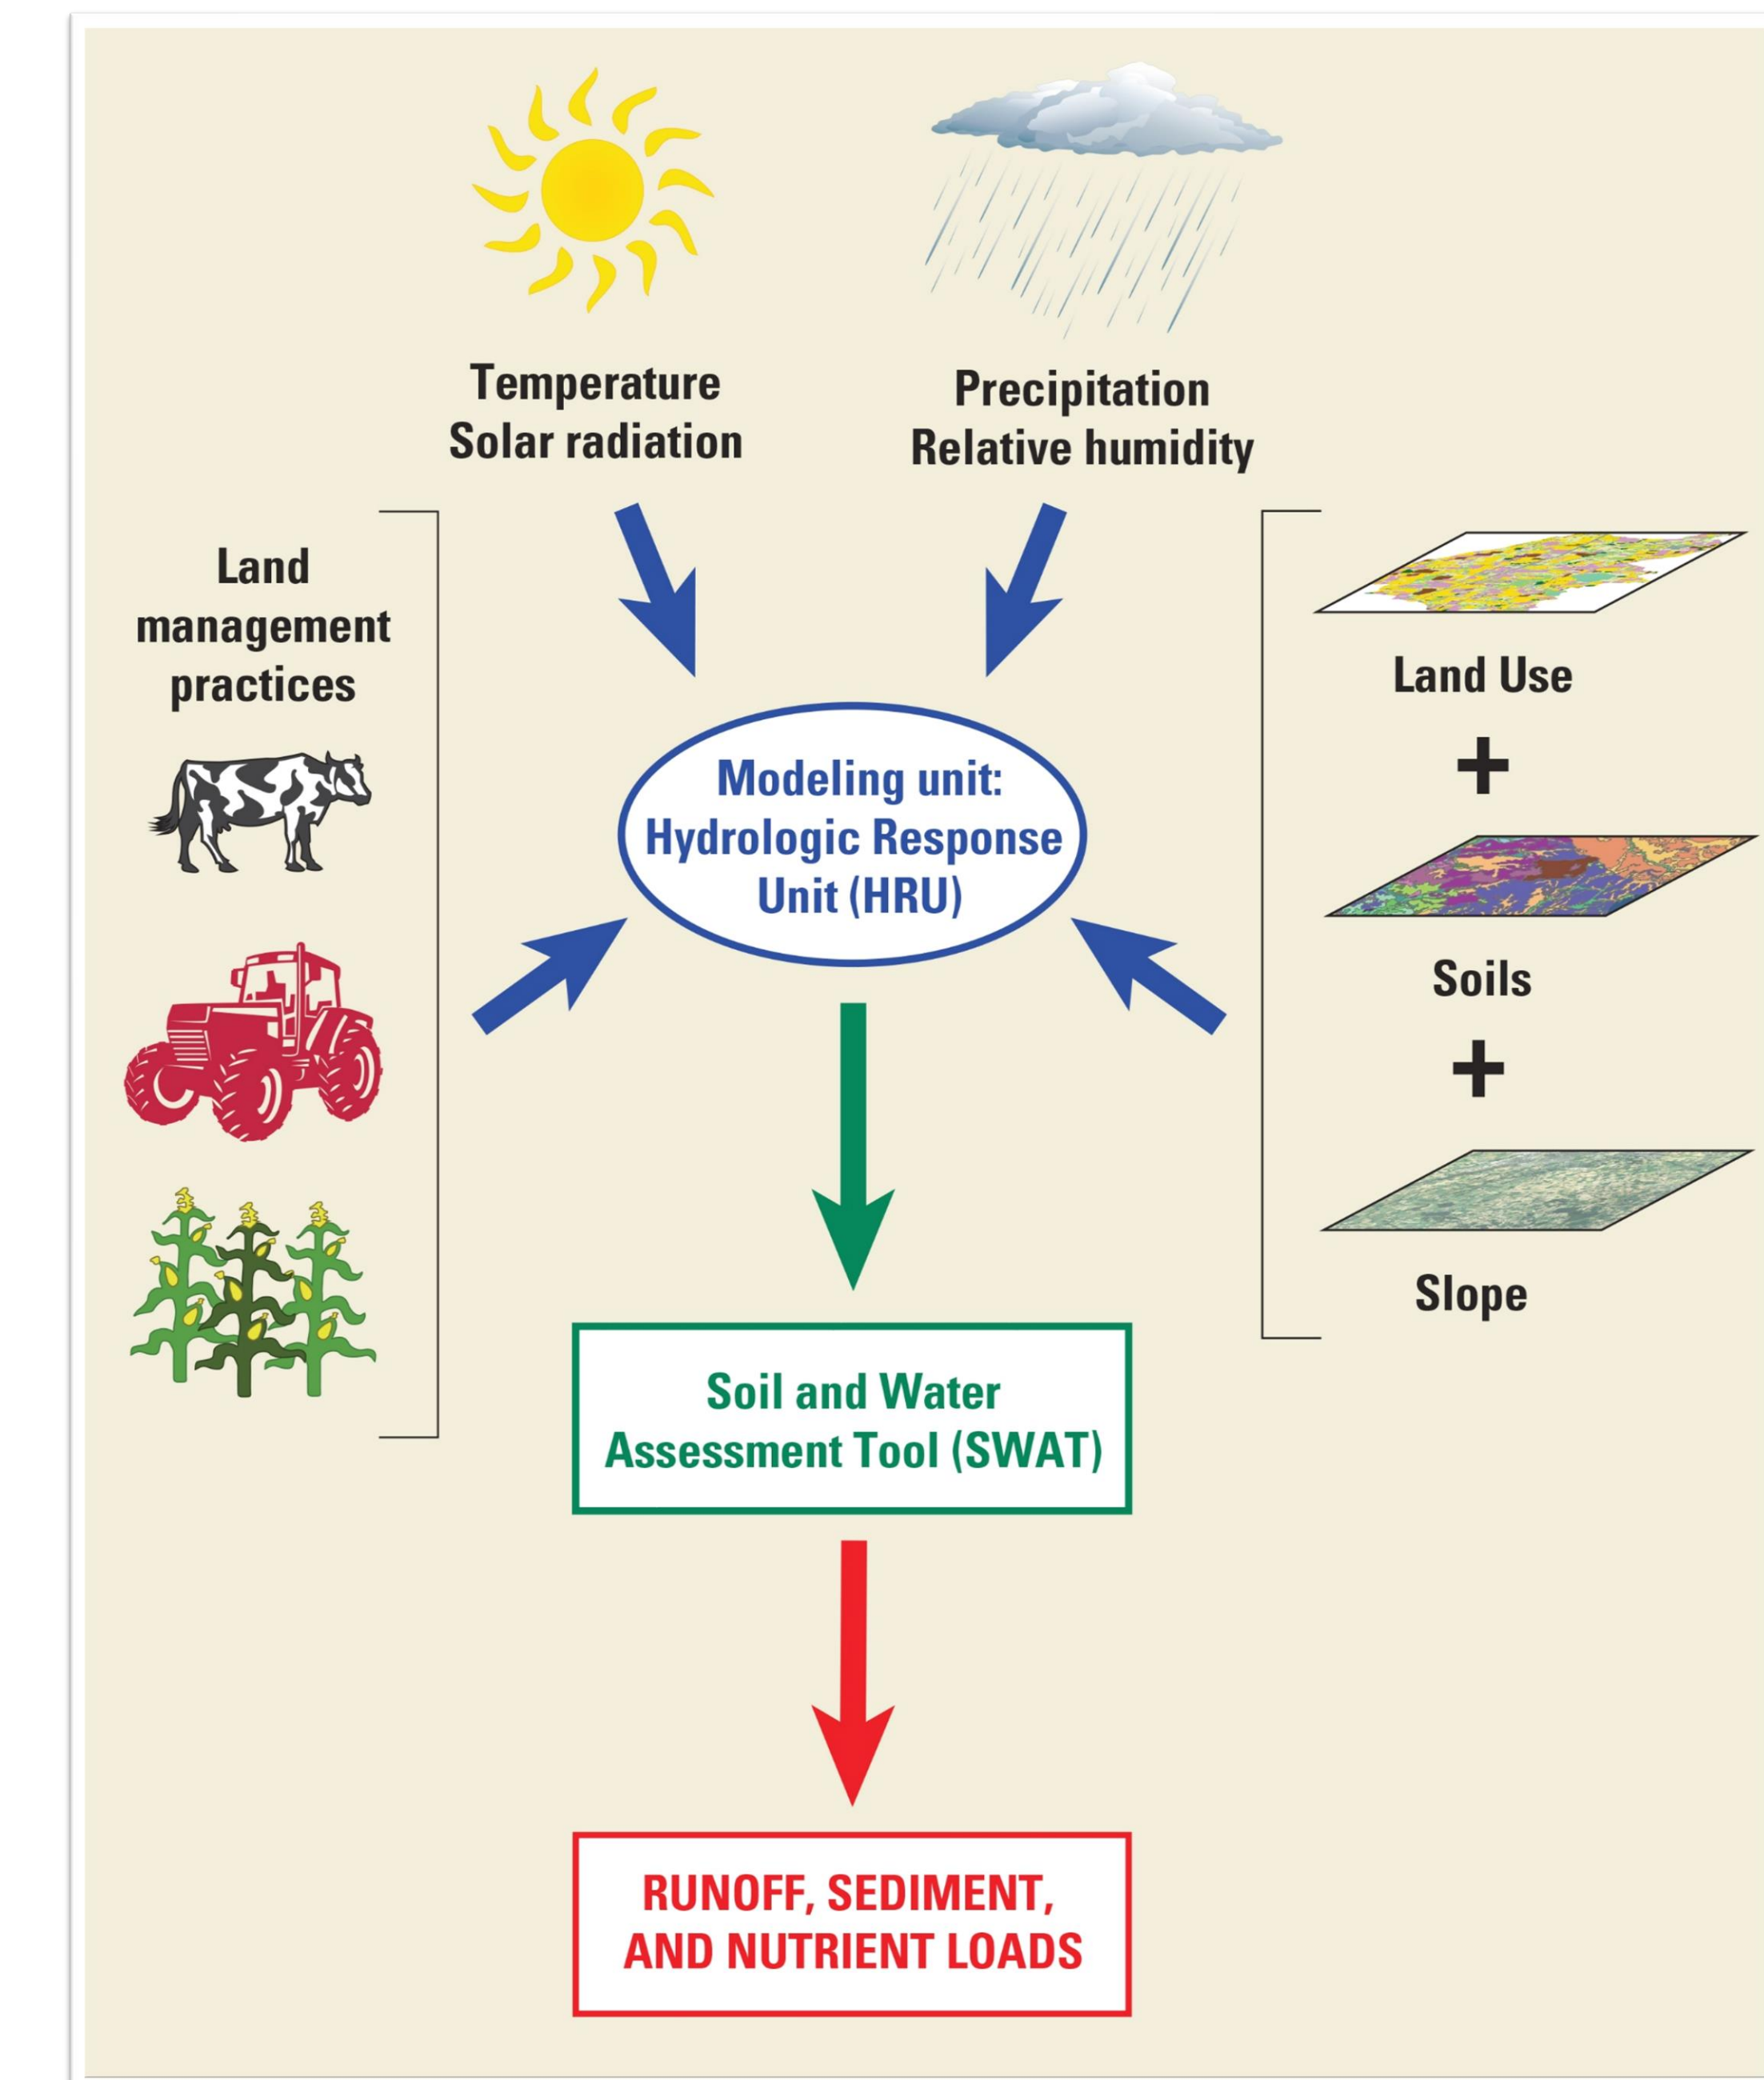 Temperature
Solar radiation
Precipitation
Relative humidity
Land
management
practices
Modeling unit:
Hydrologic Response
Unit (HRU)
Land Use
+
Soils
+
Slope
Soil and Water
Assessment Tool (SWAT)
RUNOFF, SEDIMENT,
AND NUTRIENT LOADS